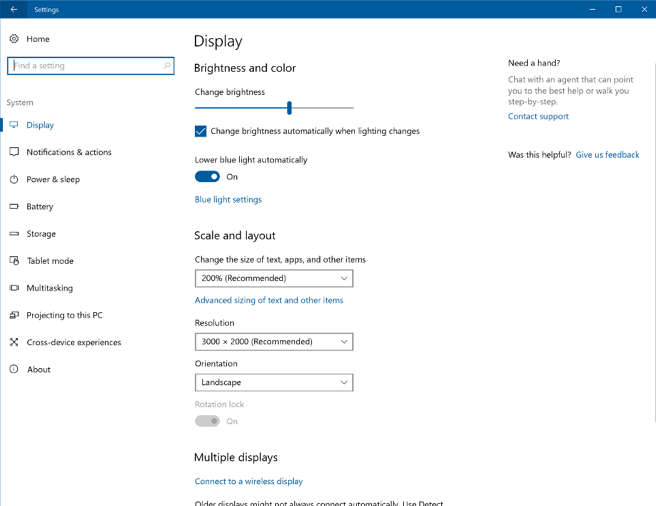 Settings
Home
Find a setting
System
Display
Notifications & actions
Power & sleep
Battery
Storage
Tablet mode
Multitasking
Projecting to this PC
Cross-device experiences
About
Display
Brightness and color
Change brightness
Change brightness automatically when lighting changes
Lower blue light automatically
On
Blue light settings
Scale and layout
Change the size of text, apps, and other items
200% (Recommended)
Advanced sizing of text and other items
Resolution
3000 × 2000 (Recommended)
Orientation
Landscape
Rotation lock
On
Multiple displays
Connect to a wireless display
Older displays might not always connect automatically. Use Detect
Need a hand?
Chat with an agent that can point
you to the best help or walk you
step-by-step.
Contact support
Was this helpful? Give us feedback